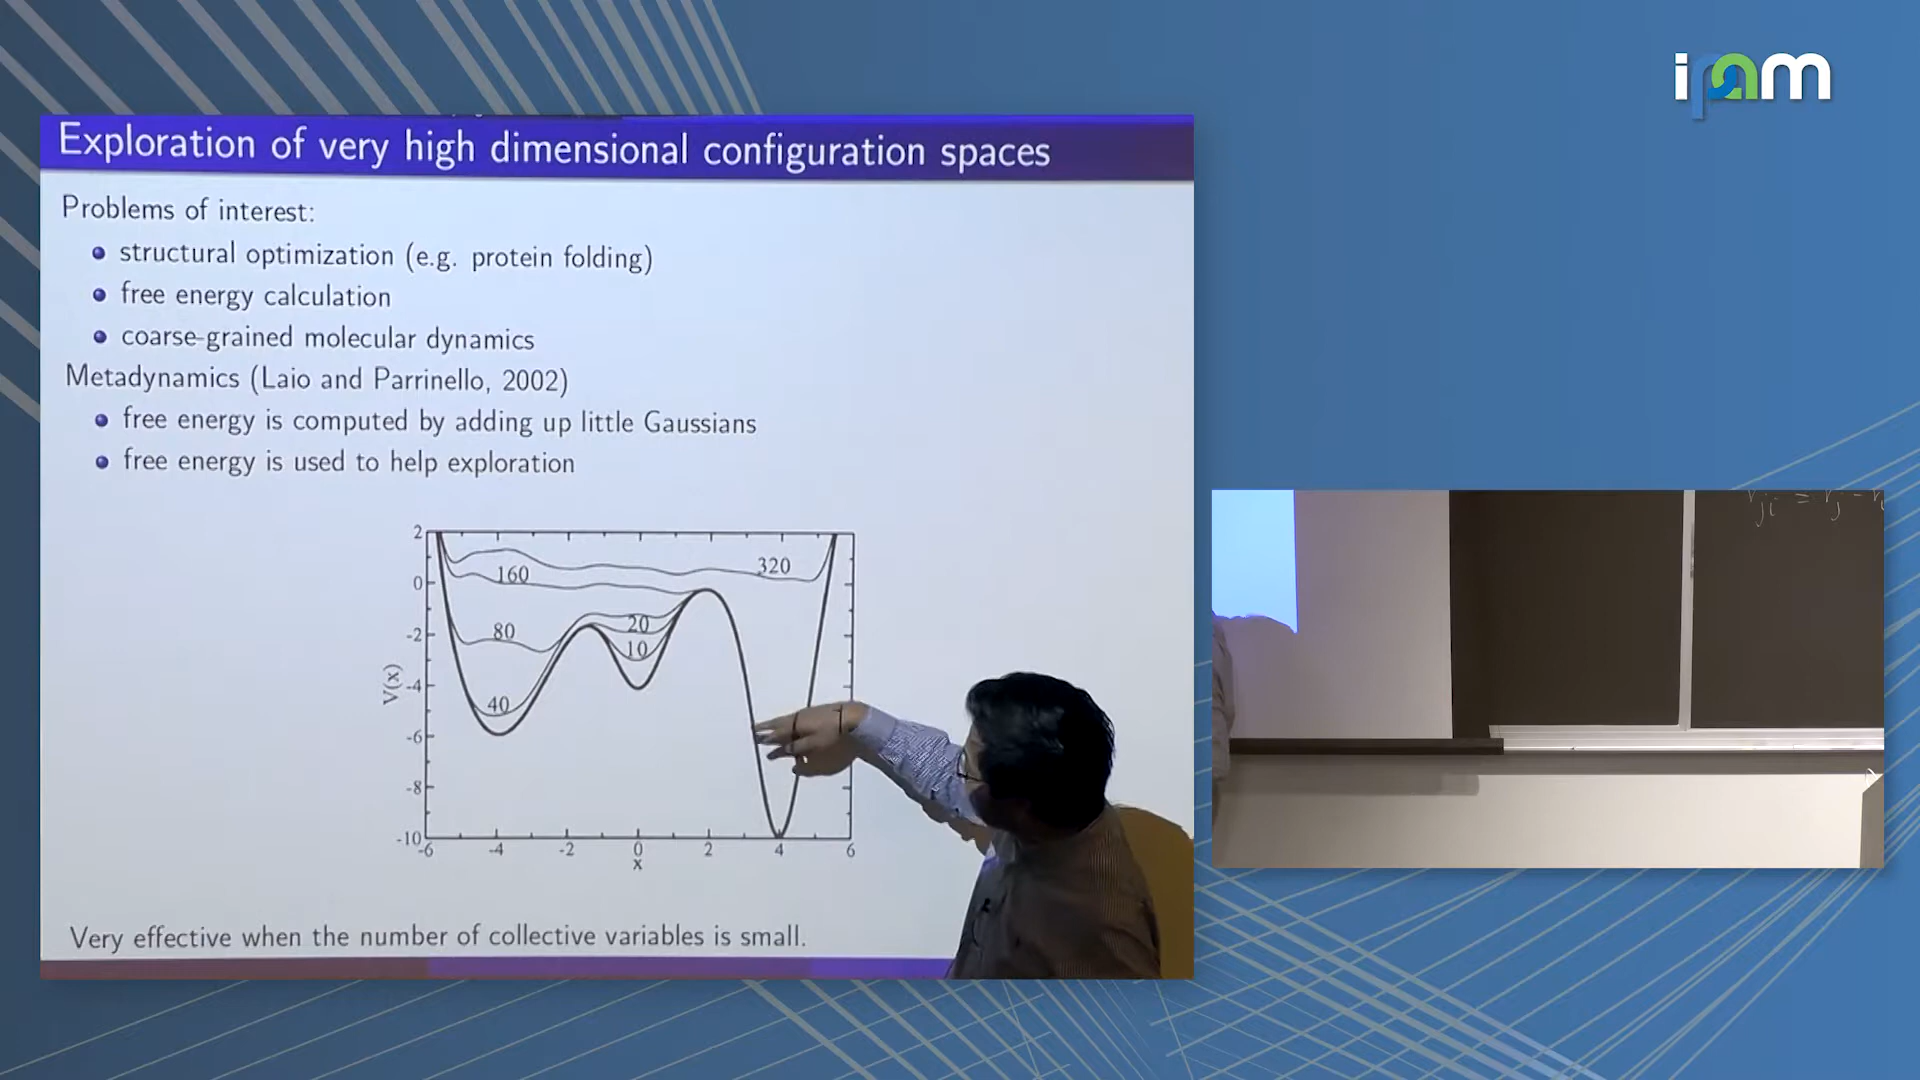 ipam
Exploration of very high dimensional configuration spaces
Problems of interest:
structural optimization (e.g. protein folding)
free energy calculation
coarse-grained molecular dynamics
Metadynamics (Laio and Parrinello, 2002)
free energy is computed by adding up little Gaussians
free energy is used to help exploration
2
0
-2
-4
-6
-8
-10
V(x)
160
320
80
20
10
40
-6
-4
-2
0
2
4
6
x
Very effective when the number of collective variables is small.